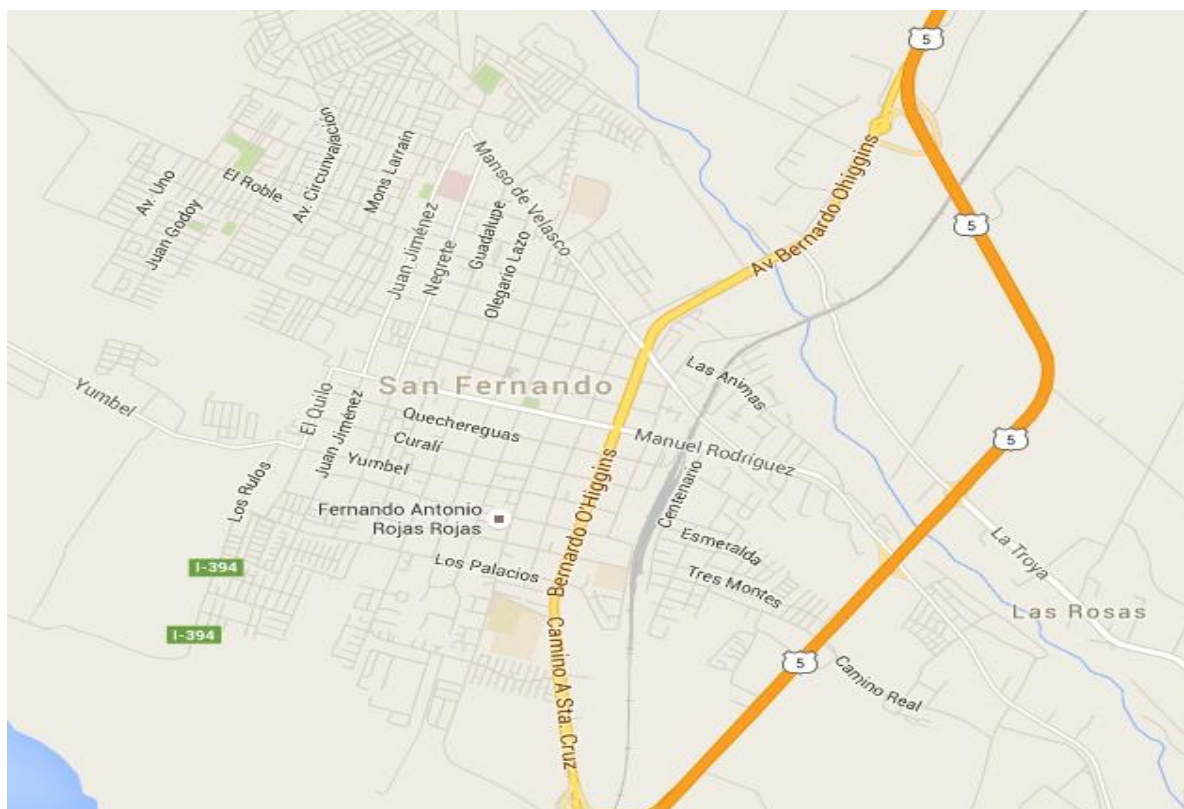 5
Manso de Velasco
Av. Circunvalación
Mons Larrain
Av Bernardo Ohiggins
Av. Uno
El Roble
Juan Godoy
Juan Jiménez
Negrete
Guadalupe
Olegario Lazo
5
San Fernando
Las Animas
Yumbel
El Quilo
Juan Jiménez
Quechereguas
Curalí
Yumbel
Manuel Rodríguez
5
Los Rulos
Bernardo O'Higgins
Centenario
Fernando Antonio
Rojas Rojas
Esmeralda
La Troya
I-394
Los Palacios
Tres Montes
Las Rosas
I-394
Camino A Sta. Cruz
5
Camino Real